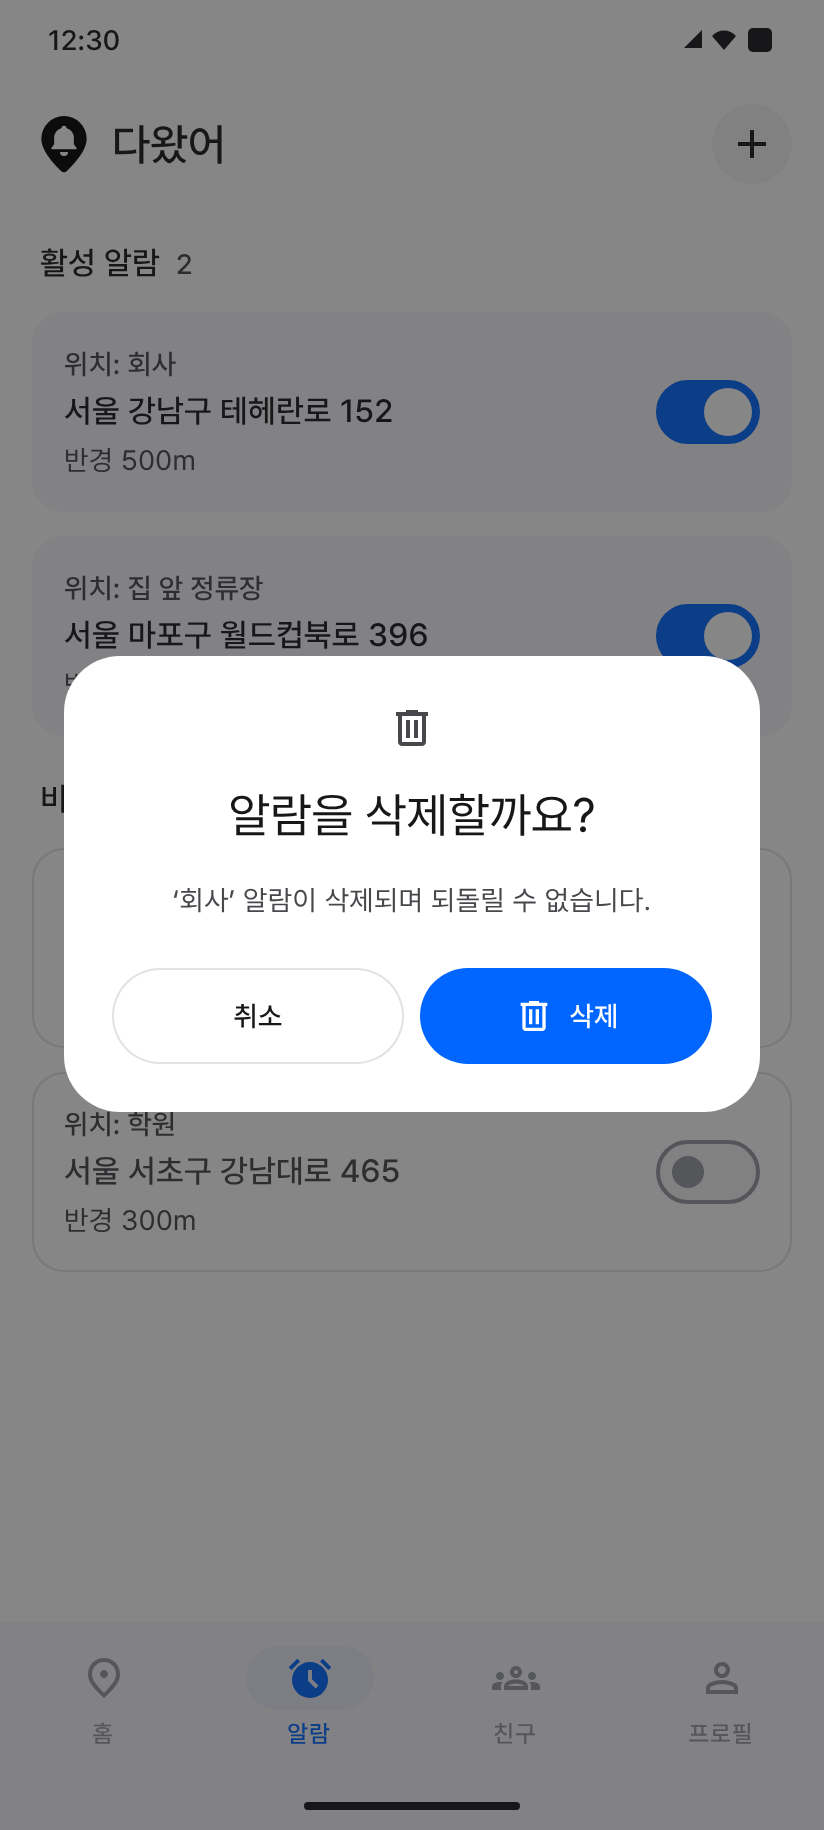 12:30
다왔어
활성 알람 2
위치: 회사
서울 강남구 테헤란로 152
반경 500m
위치: 집 앞 정류장
서울 마포구 월드컵북로 396
알람을 삭제할까요?
‘회사’ 알람이 삭제되며 되돌릴 수 없습니다.
취소
삭제
위치: 학원
서울 서초구 강남대로 465
반경 300m
홈
알람
친구
프로필